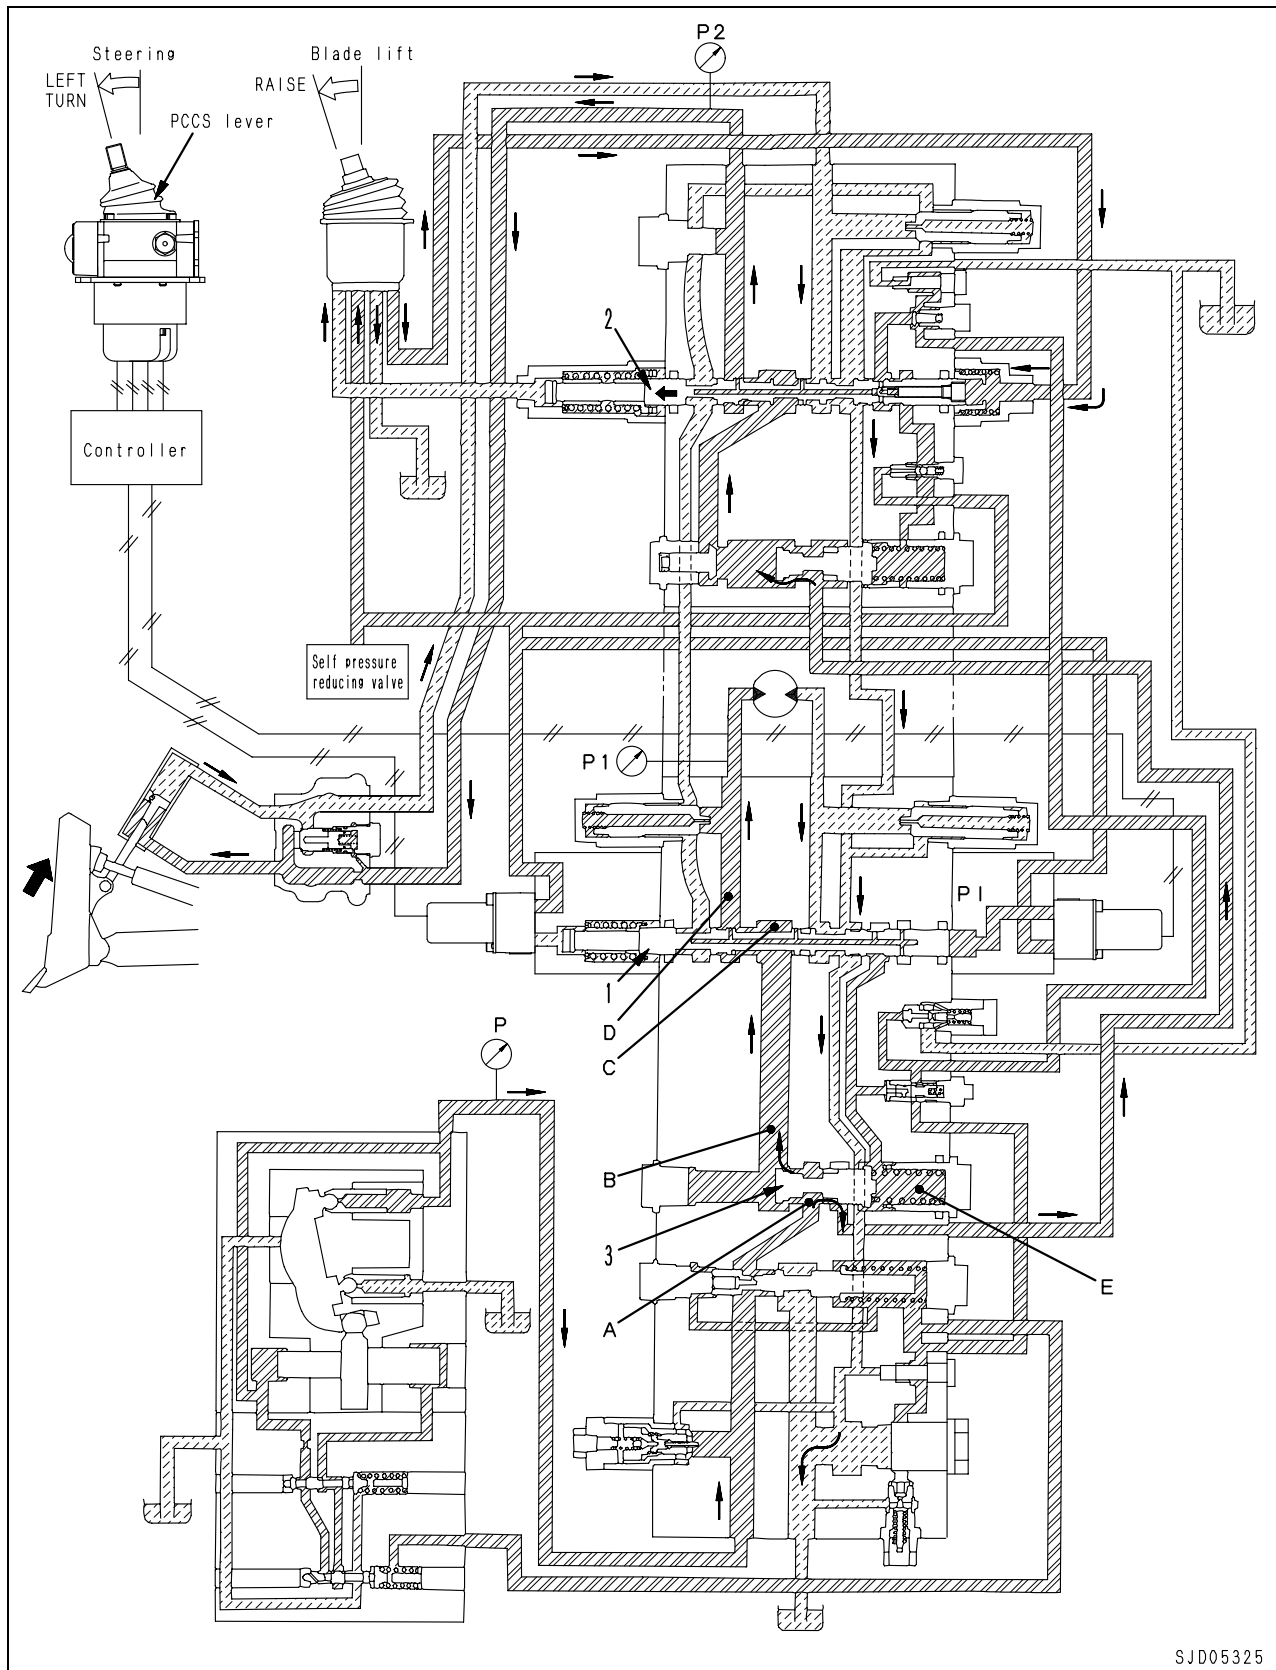 P2
Steering
Blade lift
LEFT
TURN
RAISE
PCCS lever
2
Controller
Self pressure
reducing valve
P1
PI
1
D
C
P
B
3
E
A
SJD05325